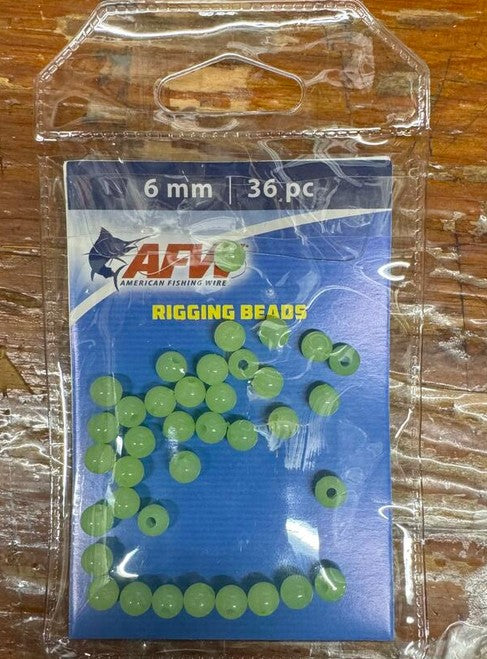 6 mm | 36 pc
AFW
AMERICAN FISHING WIRE
RIGGING BEADS